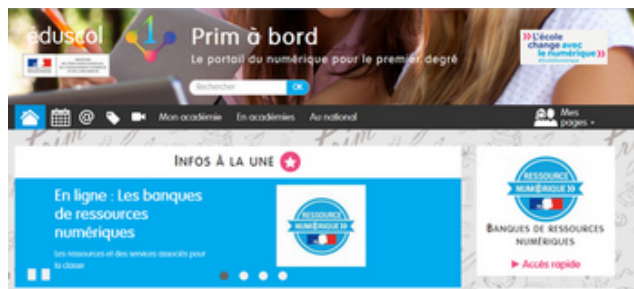 éduscol
1
Prim à bord
Le portail du numérique pour le premier degré
L'école
change avec
le numérique
Rechercher
OK
@
Mon académie
En académies
Au national
Mes
pages
INFOS À LA UNE
En ligne : Les banques
de ressources
numériques
Les ressources et des services associés pour
la classe
RESSOURCE
NUMÉRIQUE
RESSOURCE
NUMÉRIQUE
BANQUES DE RESSOURCES
NUMÉRIQUES
Accès rapide